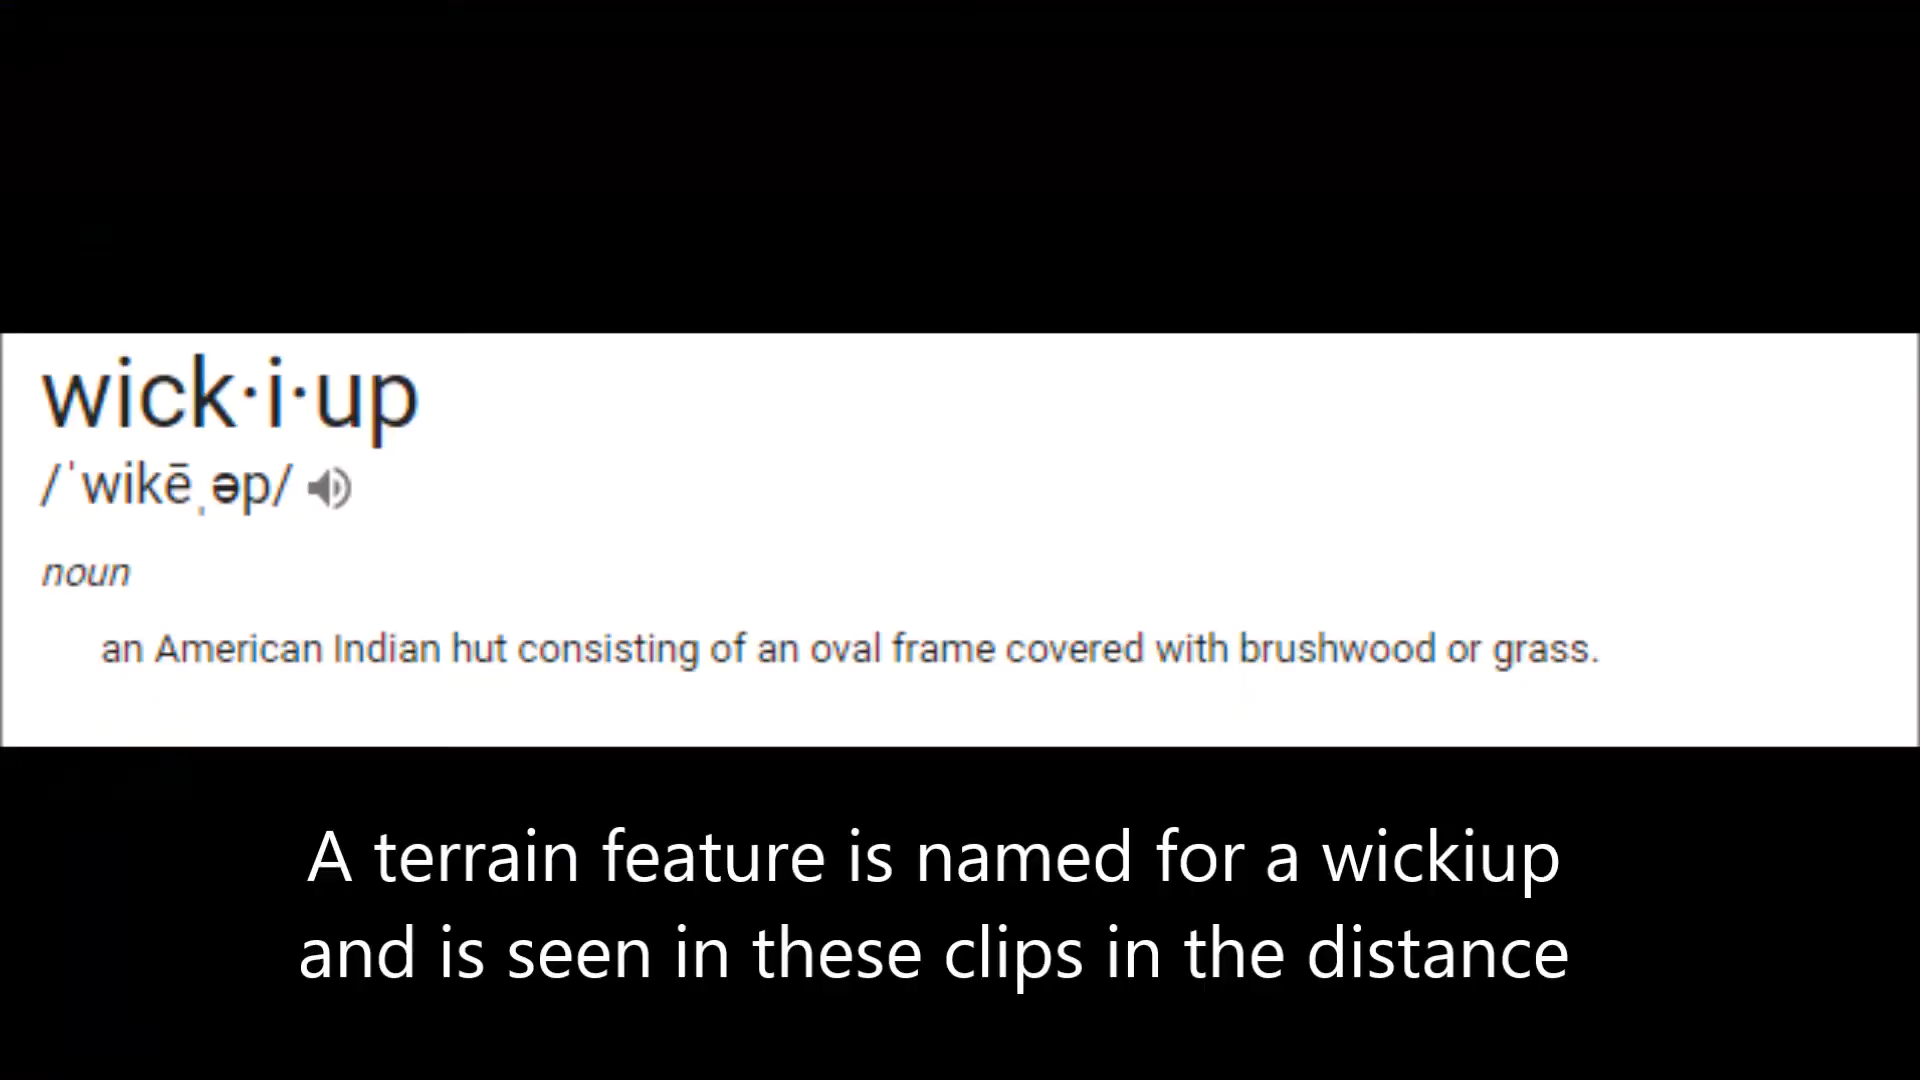 wick·i·up
/ˈwikēˌəp/
noun
an American Indian hut consisting of an oval frame covered with brushwood or grass.
A terrain feature is named for a wickiup
and is seen in these clips in the distance